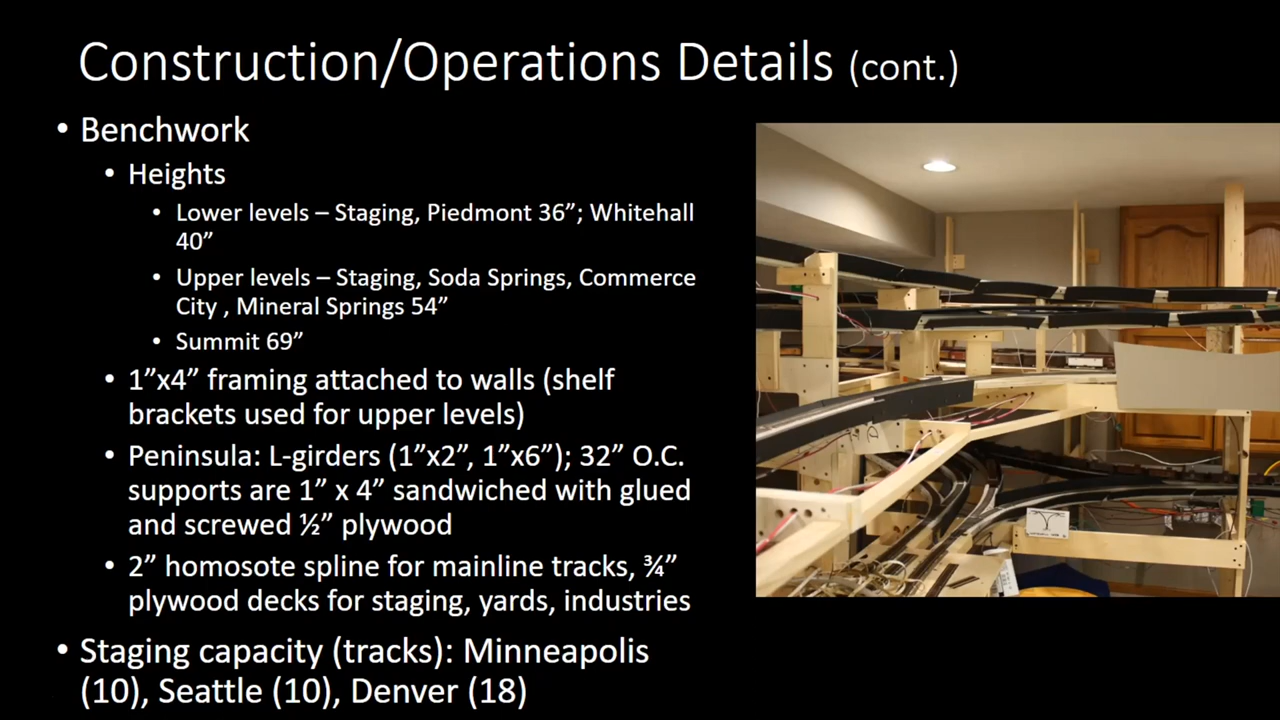 Construction/Operations Details (cont.)
• Benchwork
• Heights
• Lower levels – Staging, Piedmont 36”; Whitehall
40”
• Upper levels – Staging, Soda Springs, Commerce
City , Mineral Springs 54”
• Summit 69”
• 1”x4” framing attached to walls (shelf
brackets used for upper levels)
• Peninsula: L-girders (1”x2”, 1”x6”); 32” O.C.
supports are 1” x 4” sandwiched with glued
and screwed ½” plywood
• 2” homosote spline for mainline tracks, ¾”
plywood decks for staging, yards, industries
• Staging capacity (tracks): Minneapolis
(10), Seattle (10), Denver (18)